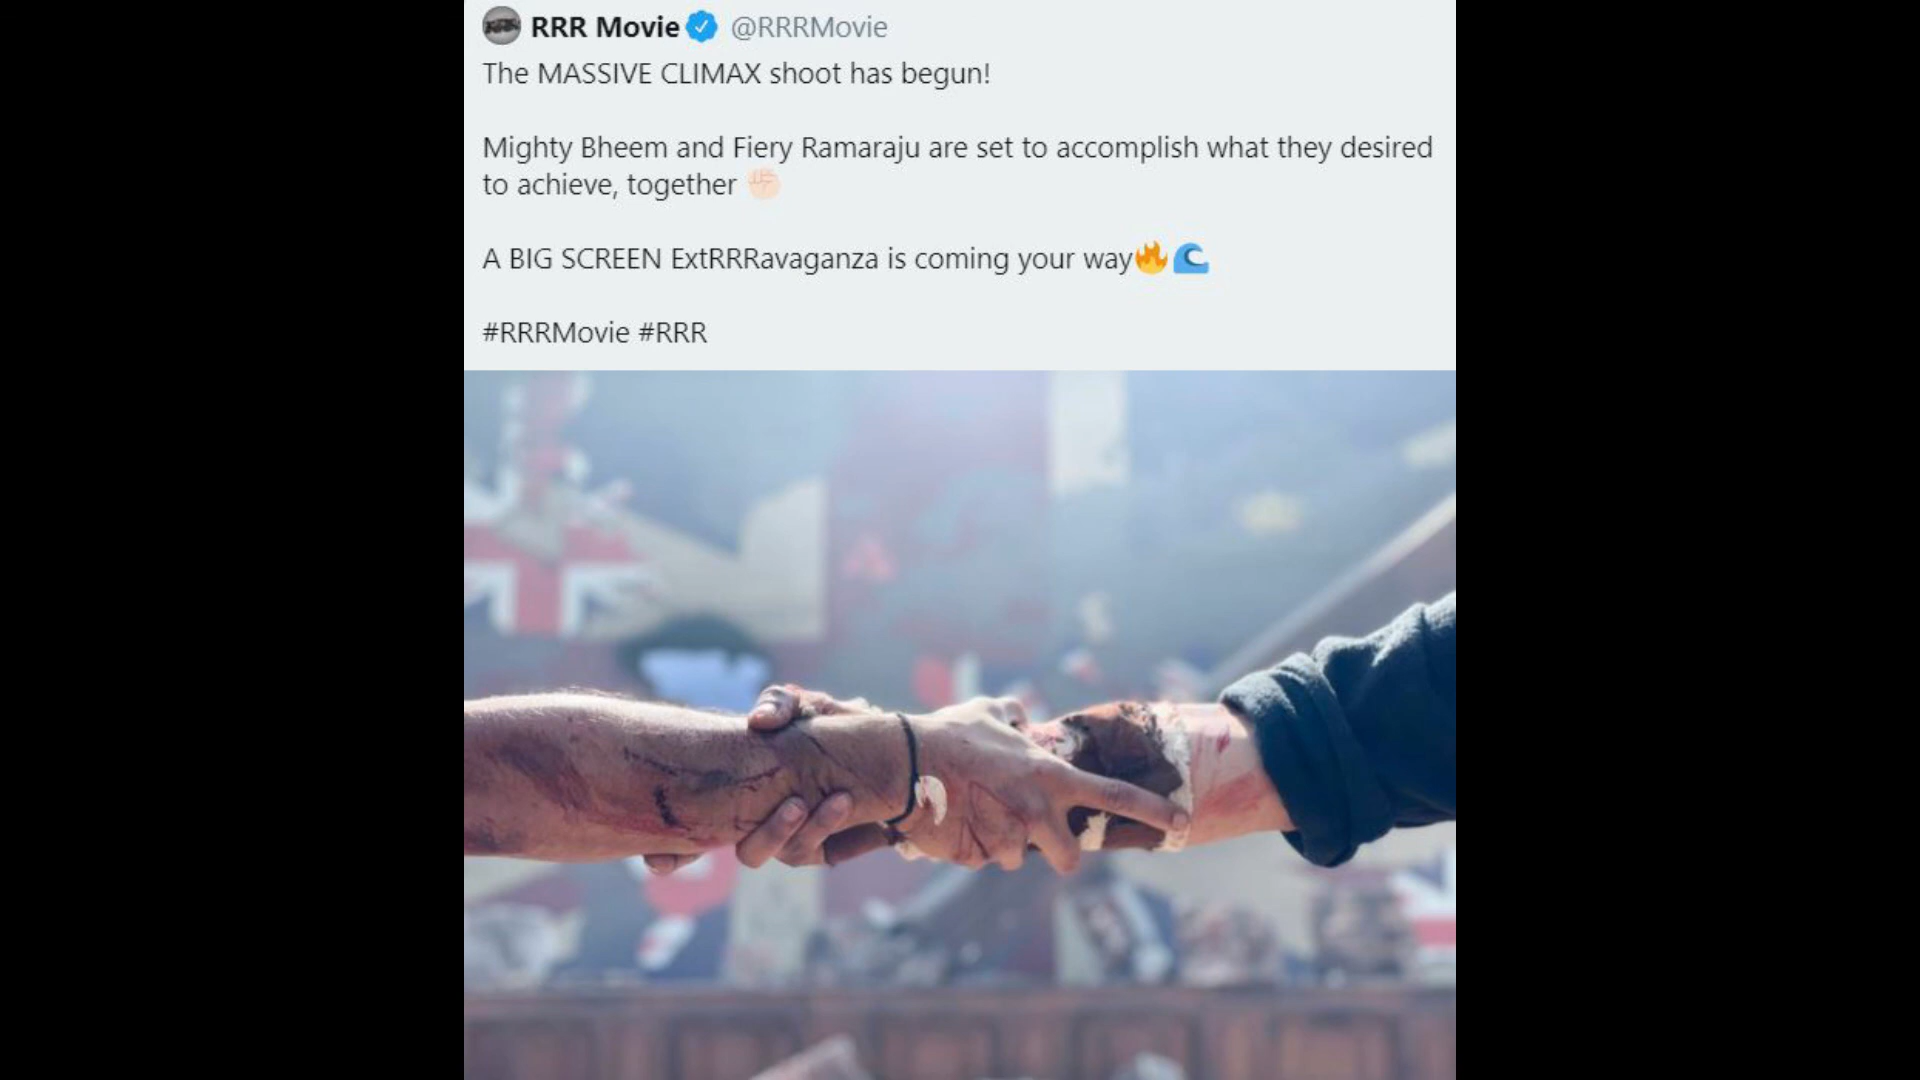 RRR Movie @RRRMovie
The MASSIVE CLIMAX shoot has begun!
Mighty Bheem and Fiery Ramaraju are set to accomplish what they desired
to achieve, together ✊🏻
A BIG SCREEN ExtRRRavaganza is coming your way🔥🌊
#RRRMovie #RRR